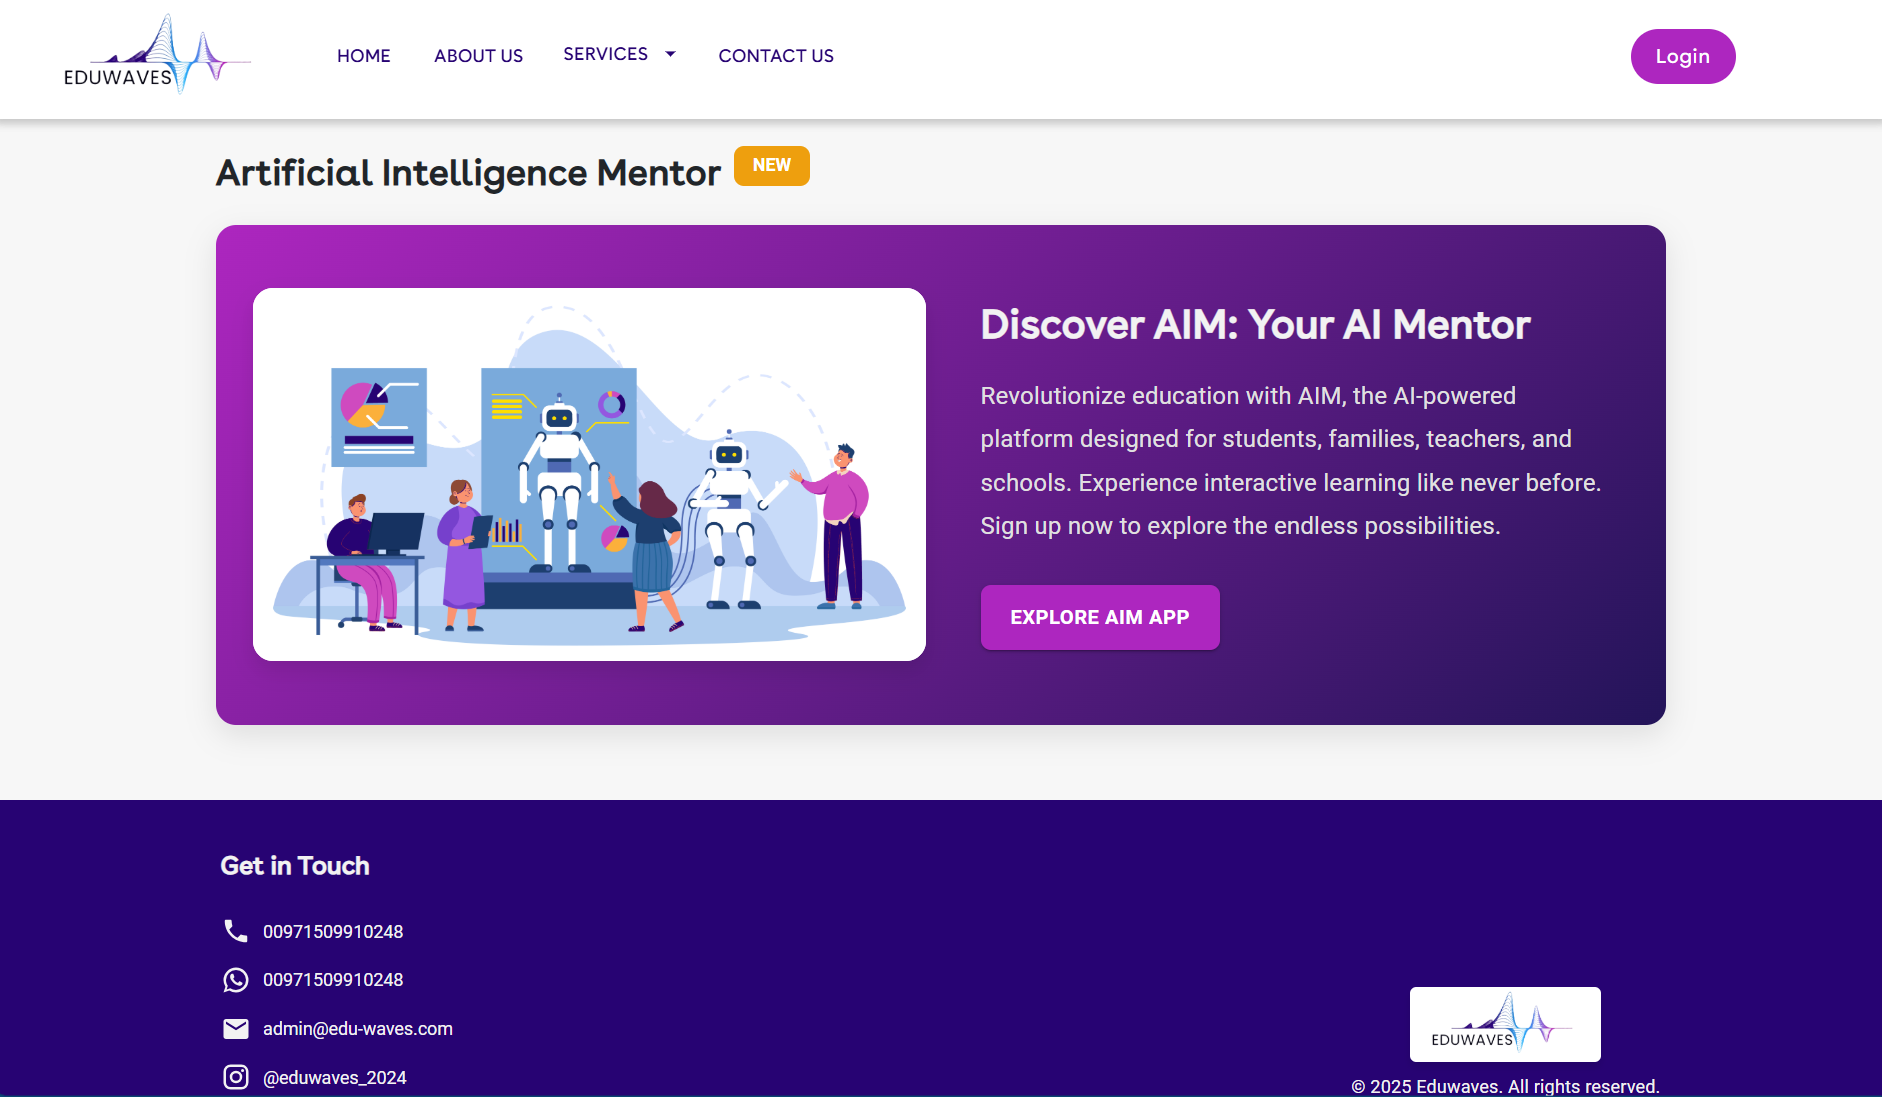 EDUWAVES
HOME
ABOUT US
SERVICES
CONTACT US
Login
Artificial Intelligence Mentor
NEW
Discover AIM: Your AI Mentor
Revolutionize education with AIM, the AI-powered
platform designed for students, families, teachers, and
schools. Experience interactive learning like never before.
Sign up now to explore the endless possibilities.
EXPLORE AIM APP
Get in Touch
00971509910248
00971509910248
admin@edu-waves.com
@eduwaves_2024
EDUWAVES
© 2025 Eduwaves. All rights reserved.